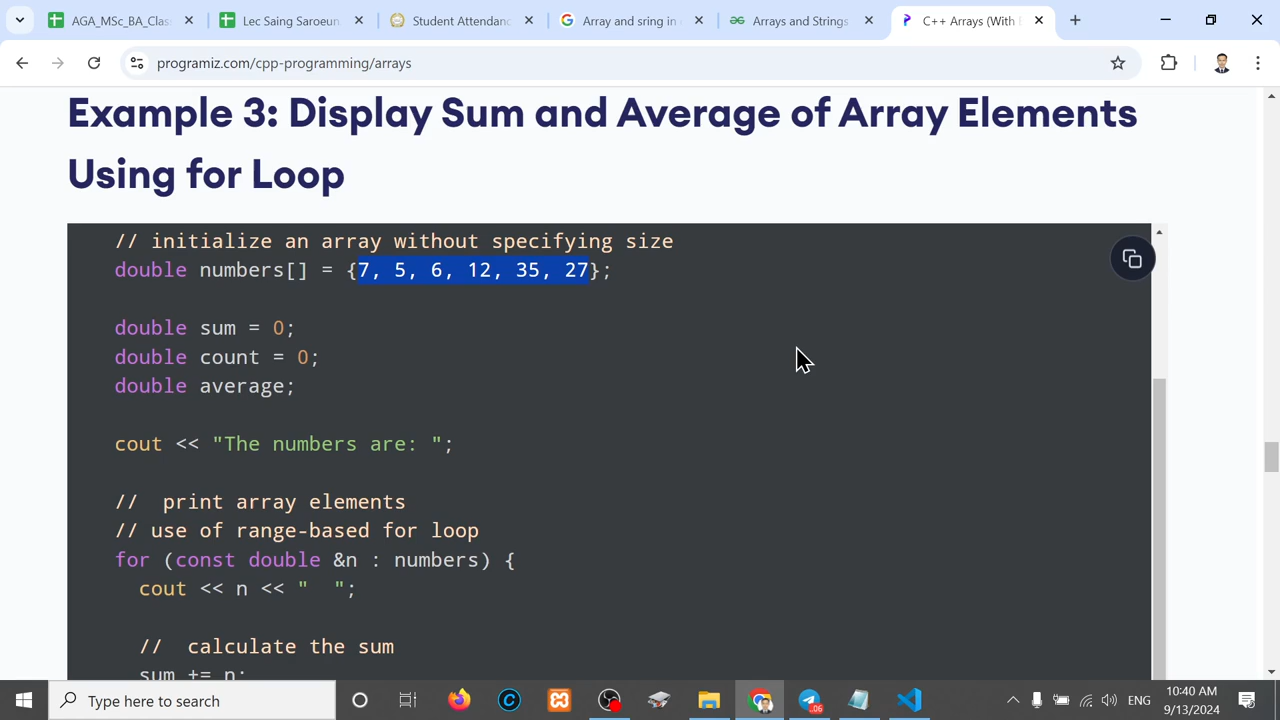 AGA_MSc_BA_Clas
Lec Saing Saroeun
Student Attendanc
Array and sring in
Arrays and Strings
C++ Arrays (With
programiz.com/cpp-programming/arrays
Example 3: Display Sum and Average of Array Elements
Using for Loop
// initialize an array without specifying size
double numbers[] = {7, 5, 6, 12, 35, 27};
double sum = 0;
double count = 0;
double average;
cout << "The numbers are: ";
//  print array elements
// use of range-based for loop
for (const double &n : numbers) {
cout << n << "  ";
//  calculate the sum
sum += n;
Type here to search
.06
ENG
10:40 AM
9/13/2024